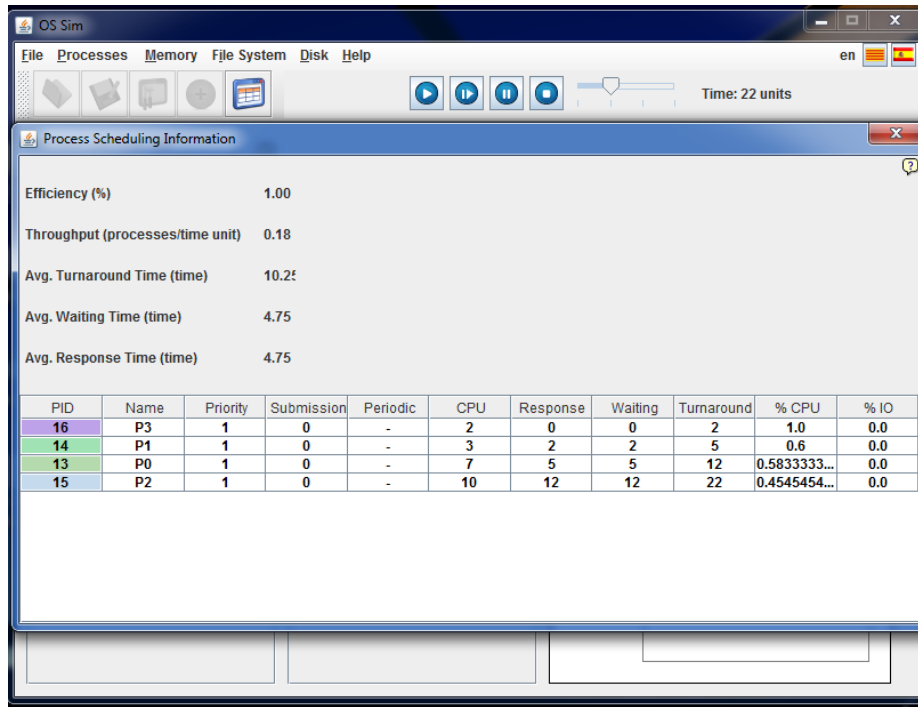 OS Sim
File Processes Memory File System Disk Help en
Time: 22 units
Process Scheduling Information
Efficiency (%) 1.00
Throughput (processes/time unit) 0.18
Avg. Turnaround Time (time) 10.25
Avg. Waiting Time (time) 4.75
Avg. Response Time (time) 4.75
PID Name Priority Submission Periodic CPU Response Waiting Turnaround % CPU % IO
16 P3 1 0 - 2 0 0 2 1.0 0.0
14 P1 1 0 - 3 2 2 5 0.6 0.0
13 P0 1 0 - 7 5 5 12 0.5833333... 0.0
15 P2 1 0 - 10 12 12 22 0.4545454... 0.0